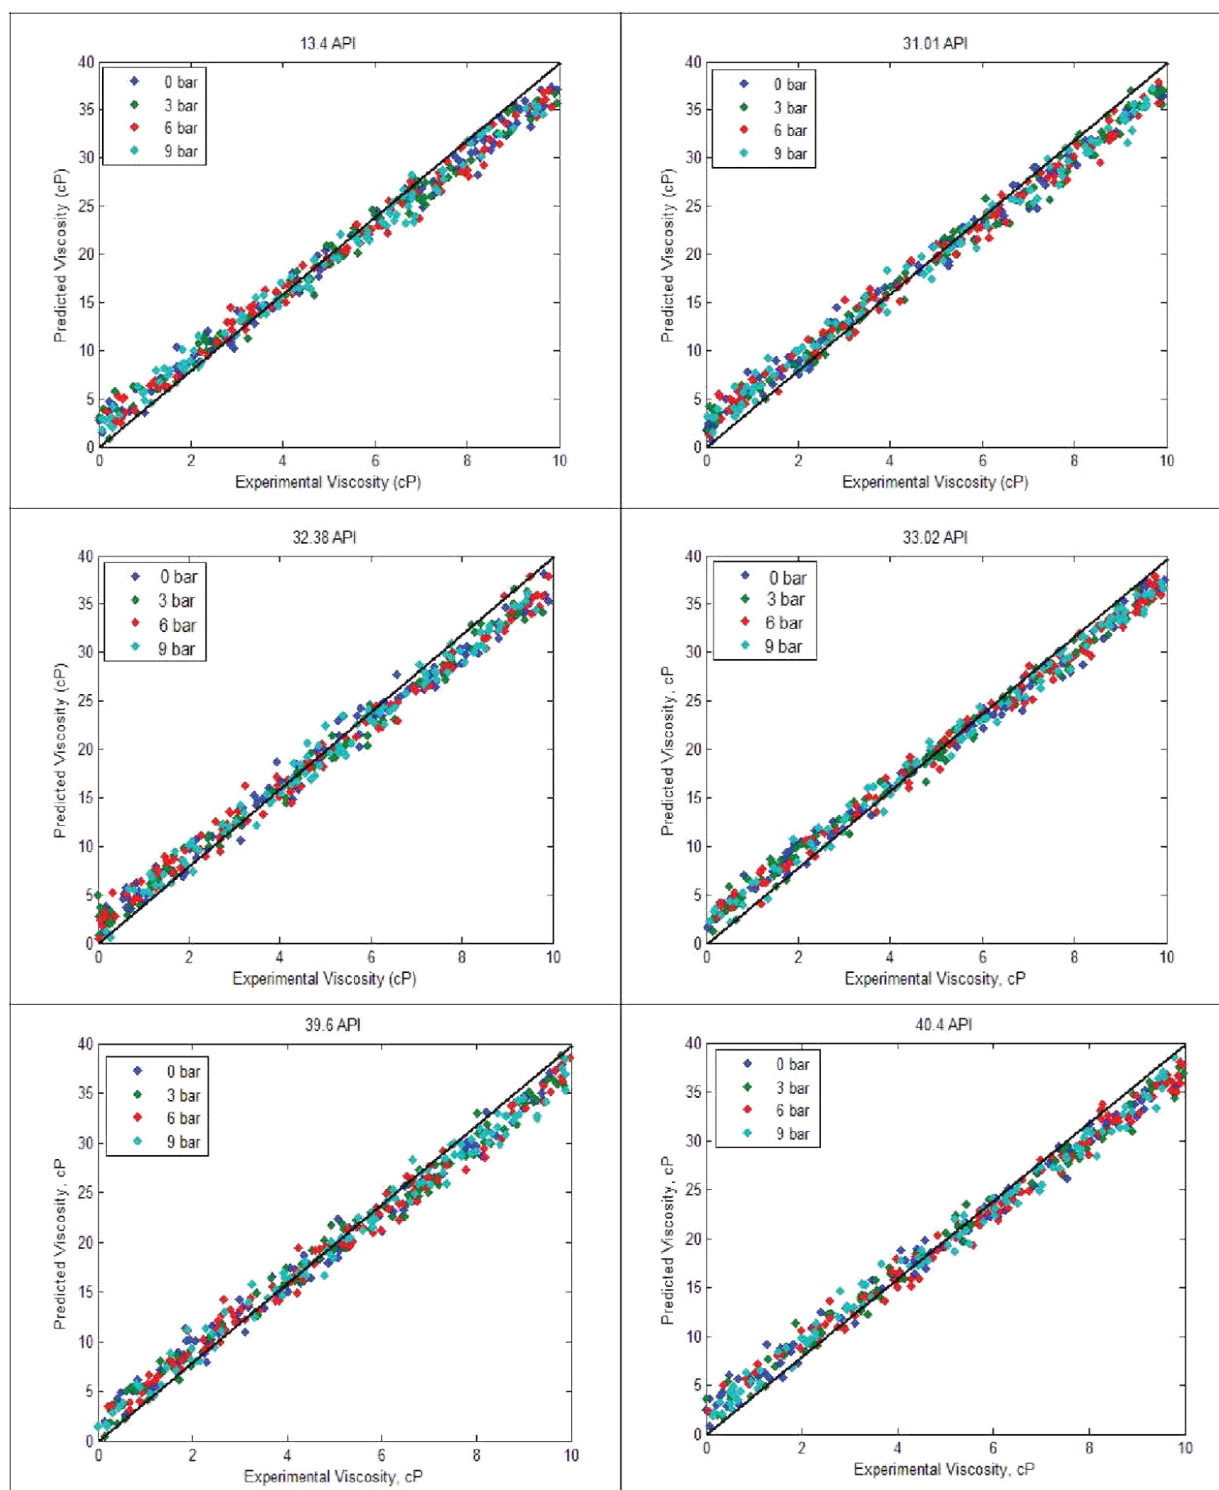 13.4 API
40
35
30
25
20
15
10
5
0
Predicted Viscosity (cP)
0 bar
3 bar
6 bar
9 bar
0 2 4 6 8 10
Experimental Viscosity (cP)
31.01 API
40
35
30
25
20
15
10
5
0
Predicted Viscosity (cP)
0 bar
3 bar
6 bar
9 bar
0 2 4 6 8 10
Experimental Viscosity (cP)
32.38 API
40
35
30
25
20
15
10
5
0
Predicted Viscosity (cP)
0 bar
3 bar
6 bar
9 bar
0 2 4 6 8 10
Experimental Viscosity (cP)
33.02 API
40
35
30
25
20
15
10
5
0
Predicted Viscosity, cP
0 bar
3 bar
6 bar
9 bar
0 2 4 6 8 10
Experimental Viscosity, cP
39.6 API
40
35
30
25
20
15
10
5
0
Predicted Viscosity, cP
0 bar
3 bar
6 bar
9 bar
0 2 4 6 8 10
Experimental Viscosity, cP
40.4 API
40
35
30
25
20
15
10
5
0
Predicted Viscosity, cP
0 bar
3 bar
6 bar
9 bar
0 2 4 6 8 10
Experimental Viscosity, cP